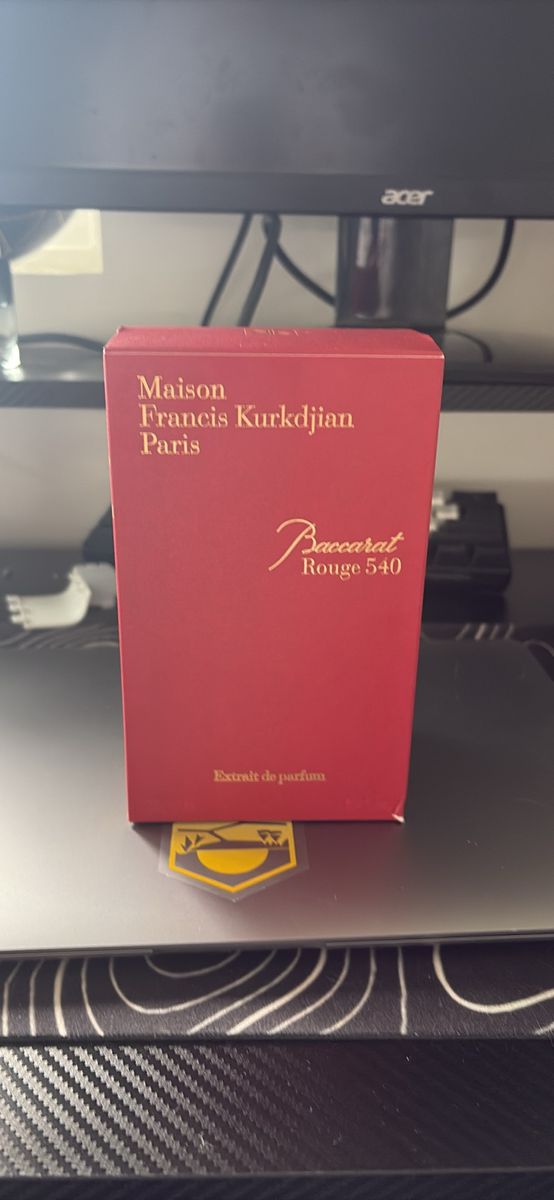 acer
Maison
Francis Kurkdjian
Paris
Baccarat
Rouge 540
Extrait de parfum